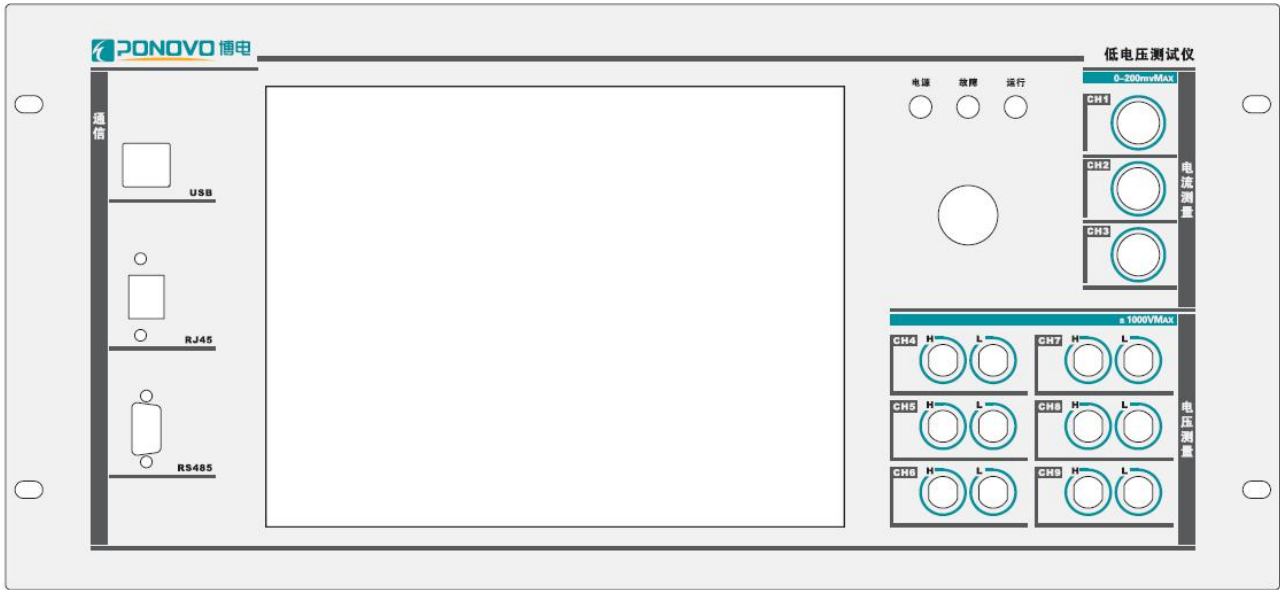 PONOVO 博电
低电压测试仪
通信
USB
RJ45
RS485
电源 故障 运行
0-200mvMAX
CH1
CH2
CH3
电流测量
± 1000VMAX
CH4 H L CH7 H L
CH5 H L CH8 H L
CH6 H L CH9 H L
电压测量